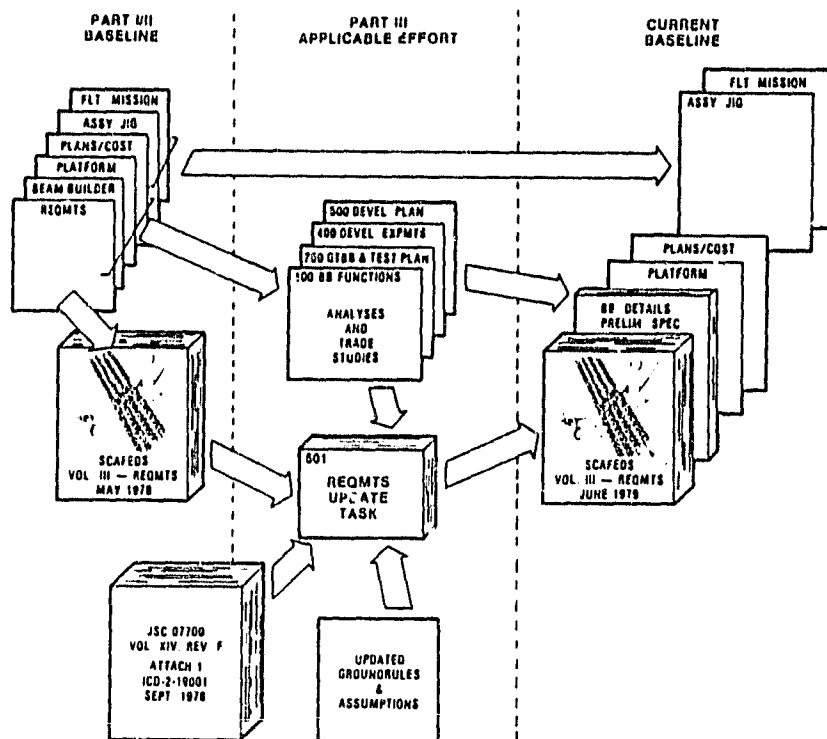 PART I/II
BASELINE
PART III
APPLICABLE EFFORT
CURRENT
BASELINE
FLT MISSION
ASSY JIG
PLANS/COST
PLATFORM
BEAM BUILDER
REQMTS
SCAFEDS
VOL III — REQMTS
MAY 1978
JSC 07700
VOL XIV. REV F
ATTACH 1
ICD-2-19001
SEPT 1978
500 DEVEL PLAN
400 DEVEL EXPMTS
700 GTBB & TEST PLAN
100 BB FUNCTIONS
ANALYSES
AND
TRADE
STUDIES
601
REQMTS
UPDATE
TASK
UPDATED
GROUNDRULES
&
ASSUMPTIONS
FLT MISSION
ASSY JIG
PLANS/COST
PLATFORM
BB DETAILS
PRELIM SPEC
SCAFEDS
VOL. III — REQMTS
JUNE 1979